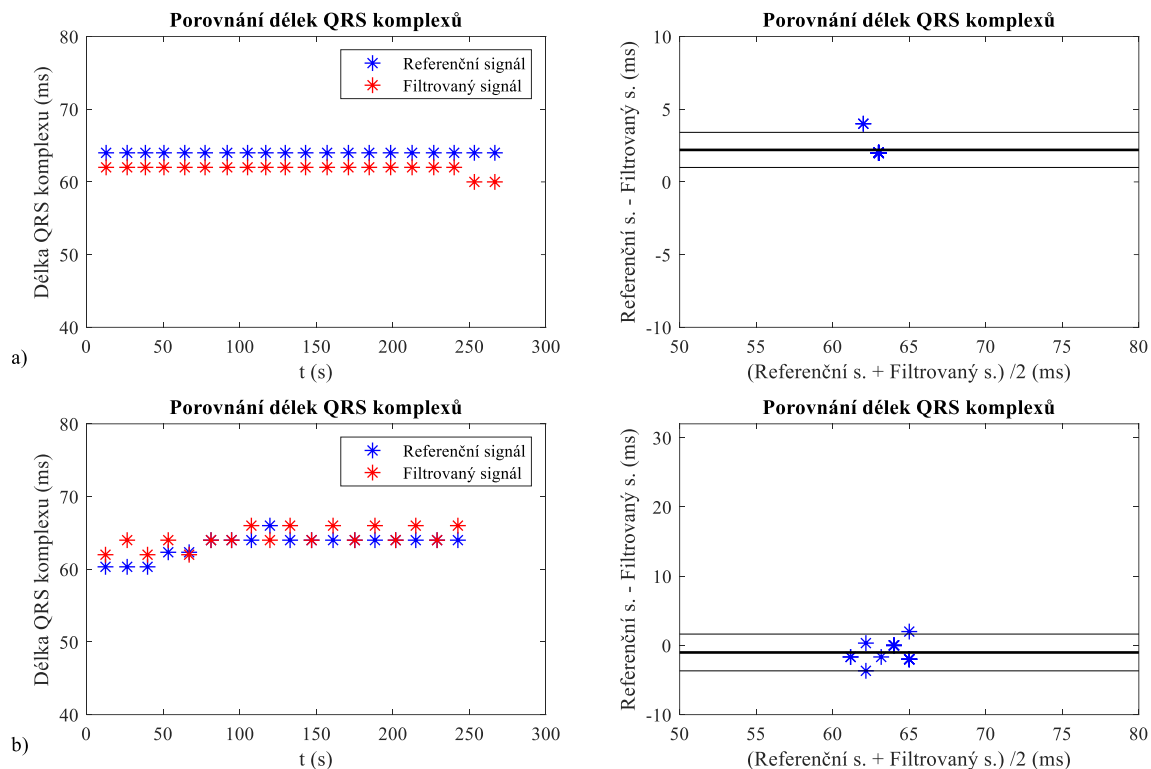 Porovnání délek QRS komplexů
80
70
60
50
40
Délka QRS komplexu (ms)
Referenční signál
Filtrovaný signál
0 50 100 150 200 250 300
t (s)
a)
Porovnání délek QRS komplexů
10
5
0
-5
-10
Referenční s. - Filtrovaný s. (ms)
50 55 60 65 70 75 80
(Referenční s. + Filtrovaný s.) /2 (ms)
Porovnání délek QRS komplexů
80
70
60
50
40
Délka QRS komplexu (ms)
Referenční signál
Filtrovaný signál
0 50 100 150 200 250 300
t (s)
b)
Porovnání délek QRS komplexů
30
20
10
0
-10
Referenční s. - Filtrovaný s. (ms)
50 55 60 65 70 75 80
(Referenční s. + Filtrovaný s.) /2 (ms)